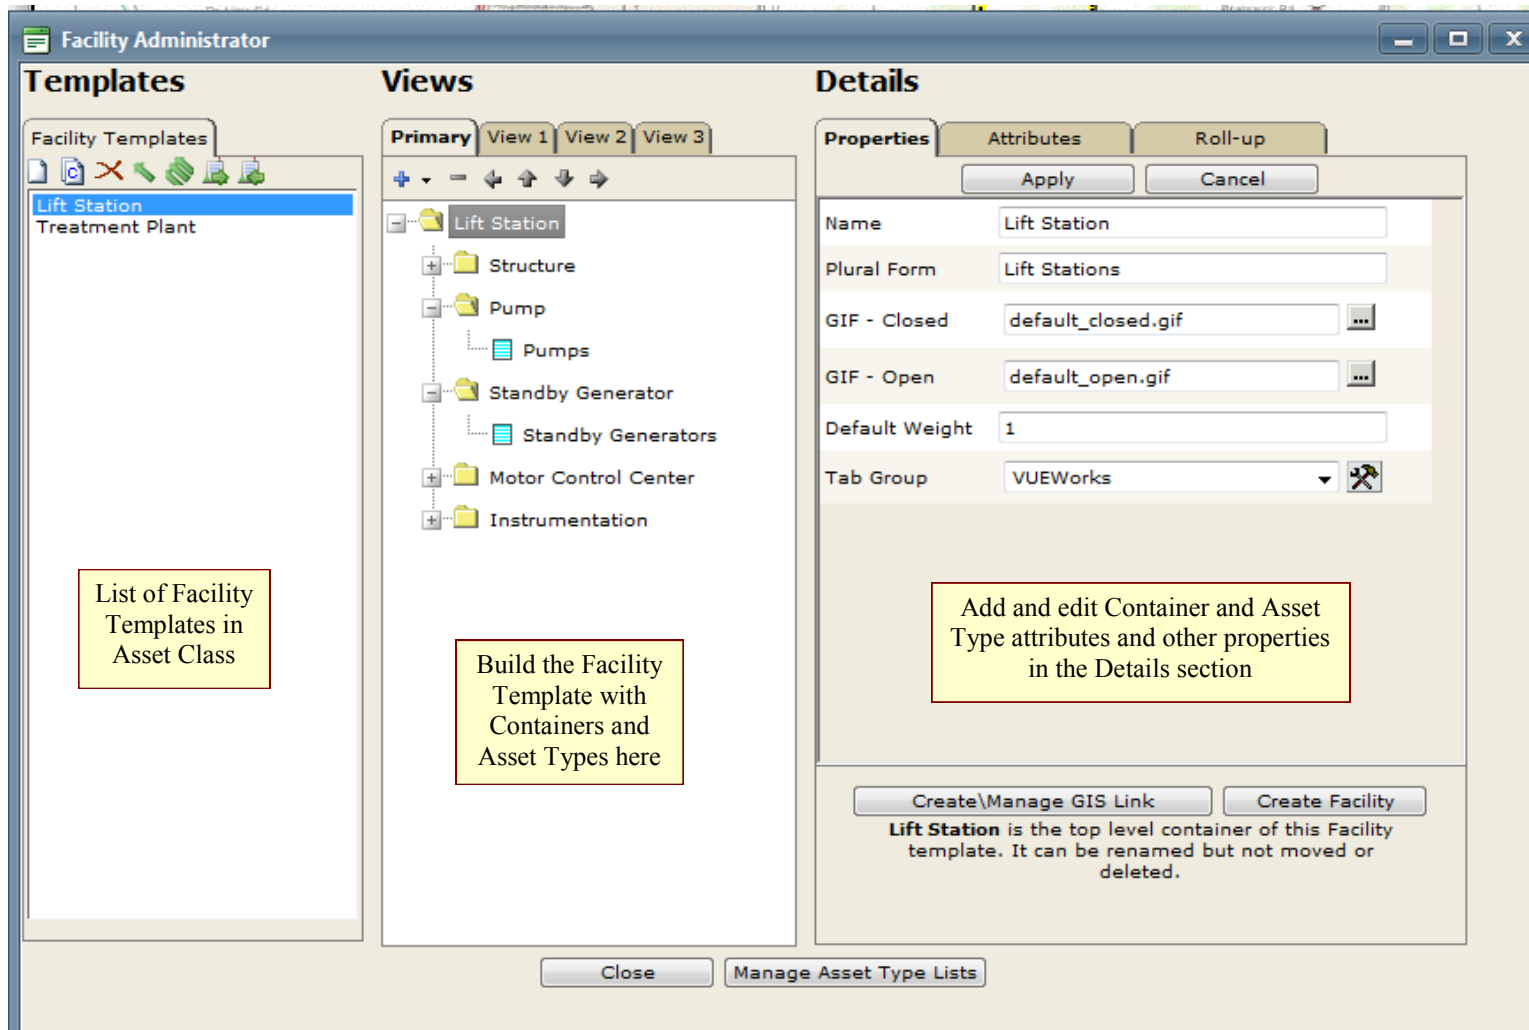 Facility Administrator
Templates
Views
Details
Facility Templates
Primary
View 1
View 2
View 3
Properties
Attributes
Roll-up
Apply
Cancel
Lift Station
Treatment Plant
Lift Station
Structure
Pump
Pumps
Standby Generator
Standby Generators
Motor Control Center
Instrumentation
Name
Lift Station
Plural Form
Lift Stations
GIF - Closed
default_closed.gif
...
GIF - Open
default_open.gif
...
Default Weight
1
Tab Group
VUEWorks
List of Facility
Templates in
Asset Class
Build the Facility
Template with
Containers and
Asset Types here
Add and edit Container and Asset
Type attributes and other properties
in the Details section
Create\Manage GIS Link
Create Facility
Lift Station is the top level container of this Facility
template. It can be renamed but not moved or
deleted.
Close
Manage Asset Type Lists